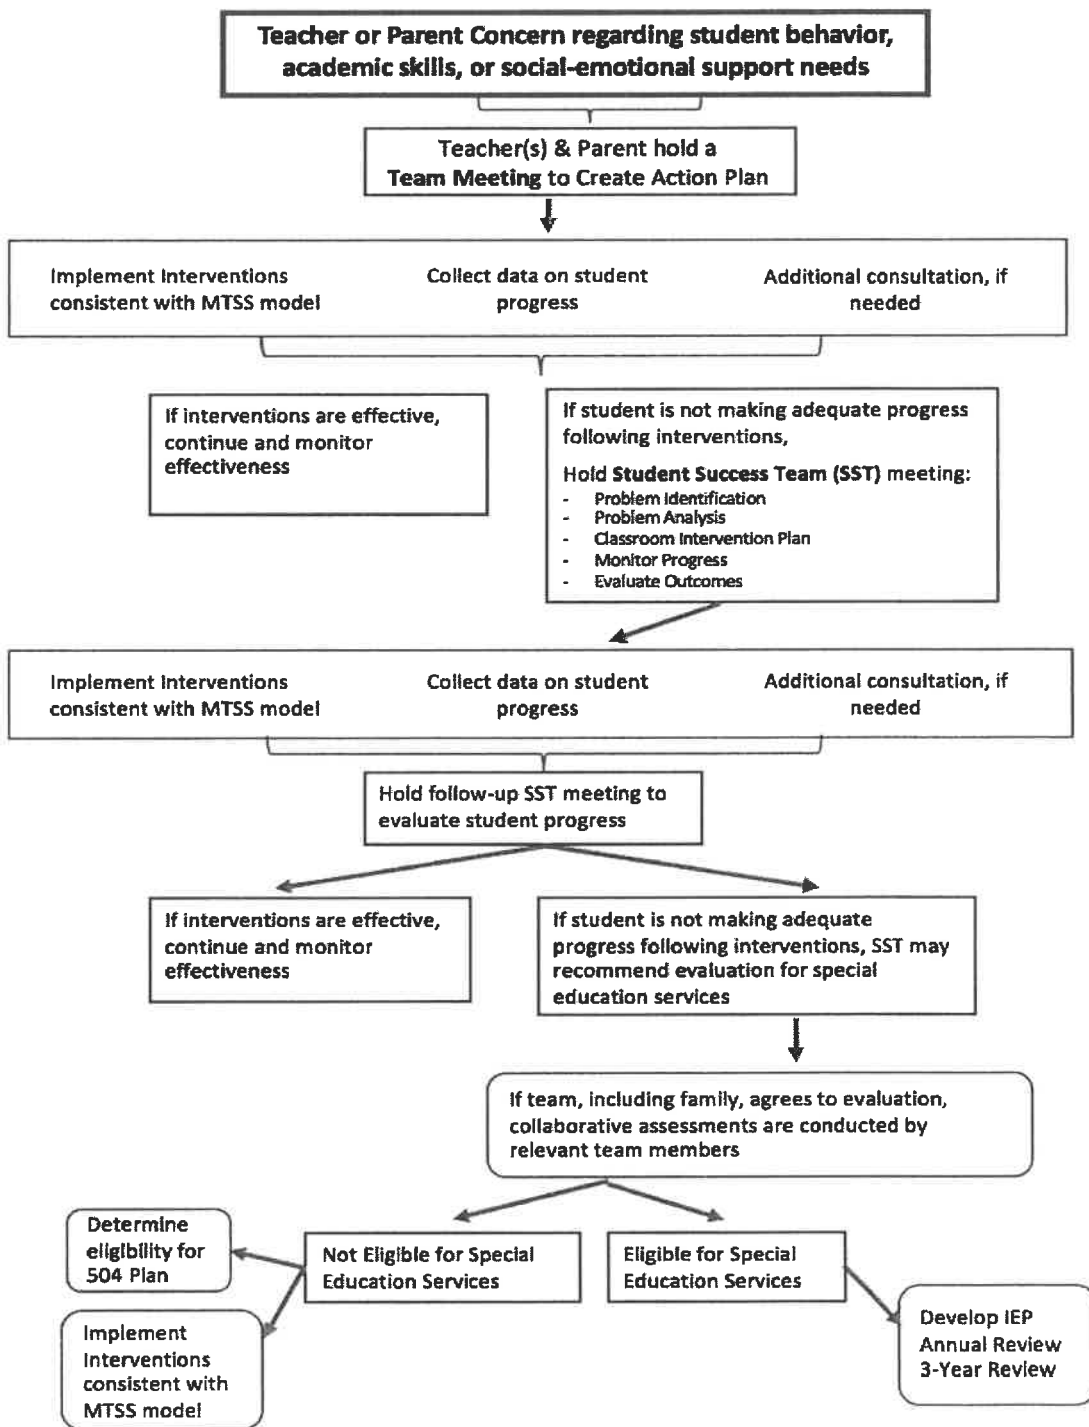 Teacher or Parent Concern regarding student behavior,
academic skills, or social-emotional support needs
Teacher(s) & Parent hold a
Team Meeting to Create Action Plan
Implement Interventions
consistent with MTSS model
Collect data on student
progress
Additional consultation, if
needed
If interventions are effective,
continue and monitor
effectiveness
If student is not making adequate progress
following interventions,
Hold Student Success Team (SST) meeting:
- Problem Identification
- Problem Analysis
- Classroom Intervention Plan
- Monitor Progress
- Evaluate Outcomes
Implement Interventions
consistent with MTSS model
Collect data on student
progress
Additional consultation, if
needed
Hold follow-up SST meeting to
evaluate student progress
If interventions are effective,
continue and monitor
effectiveness
If student is not making adequate
progress following interventions, SST may
recommend evaluation for special
education services
If team, including family, agrees to evaluation,
collaborative assessments are conducted by
relevant team members
Determine
eligibility for
504 Plan
Not Eligible for Special
Education Services
Eligible for Special
Education Services
Implement
Interventions
consistent with
MTSS model
Develop IEP
Annual Review
3-Year Review